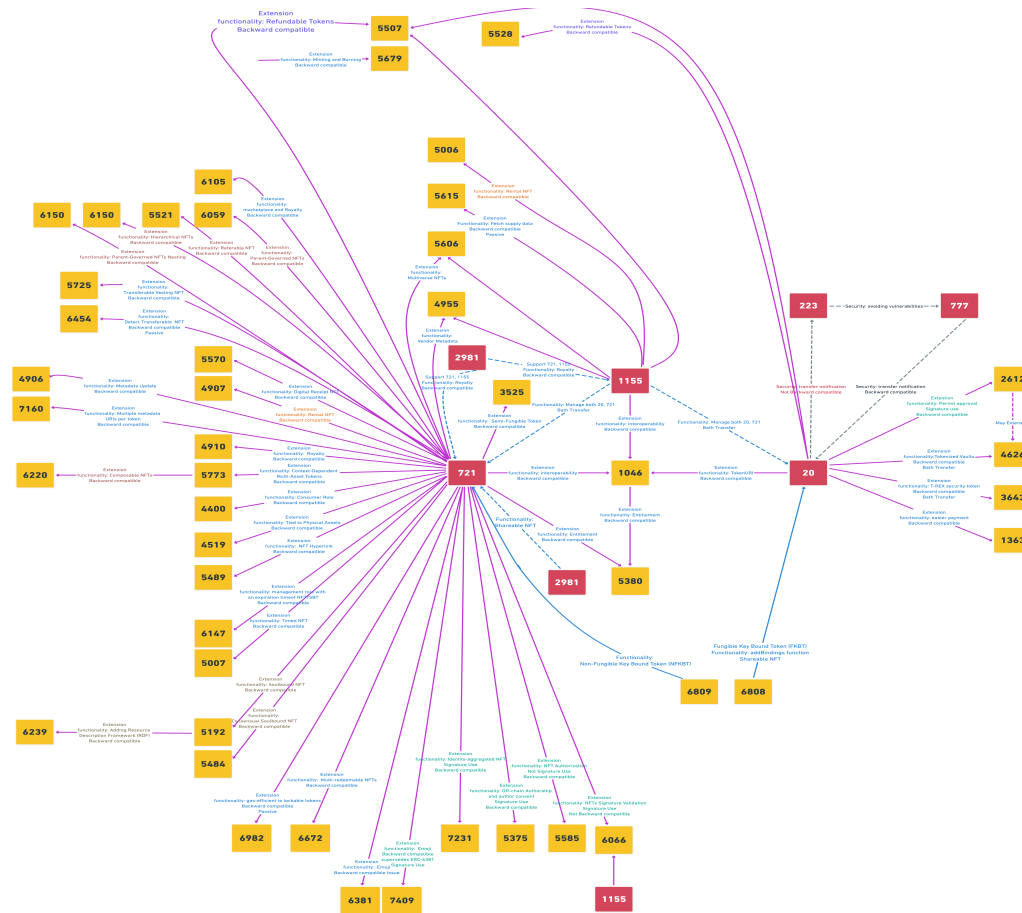 Extension
functionality: Refundable Tokens
Backward compatible
5507
5528
Extension
functionality: Refundable Tokens
Backward compatible
Extension
functionality: Mining and Burning
Backward compatible
5679
5006
Extension
functionality: Rental NFT
Backward compatible
5615
Extension
Functionality: Fetch supply data
Backward compatible
Passive
5606
Extension
functionality:
Multiverse NFTs
4955
Extension
functionality:
Vendor Metadata
6105
Extension
functionality:
marketplace and Royalty
Backward compatible
6150
6150
5521
6059
Extension
functionality: Hierarchical NFTs
Backward compatible
Extension
functionality: Referable NFT
Backward compatible
Extension
functionality:
Parent-Governed NFTs
Backward compatible
Extension
functionality: Parent-Governed NFTs Nesting
Backward compatible
5725
Extension
functionality:
Transferable Vesting NFT
Backward compatible
6454
Extension
functionality:
Detect Transferable NFT
Backward compatible
Passive
223
Security: avoiding vulnerabilities
777
2981
Support 721, 1155
Functionality: Royalty
Backward compatible
Support 721, 1155
Functionality: Royalty
Backward compatible
1155
5570
4907
Extension
functionality: Digital Receipt NFT
Backward compatible
Extension
functionality: Rental NFT
Backward compatible
4906
Extension
functionality: Metadata Update
Backward compatible
7160
Extension
functionality: Multiple metadata
URIs per token
Backward compatible
3525
Extension
functionality: Semi-Fungible Token
Backward compatible
Functionality: Manage both 20, 721
Bath Transfer
Extension
functionality: interoperability
Backward compatible
Functionality: Manage both 20, 721
Bath Transfer
Security: transfer notification
Not Backward compatible
Security: transfer notification
Backward compatible
Extension
functionality: Permit approval
Signature use
Backward compatible
2612
May Extens
4910
Extension
functionality: Royalty
Backward compatible
6220
Extension
functionality: Composable NFTs
Backward compatible
5773
Extension
functionality: Context-Dependent
Multi-Asset Tokens
Backward compatible
721
Extension
functionality: interoperability
Backward compatible
1046
Extension
functionality: TokenURI
Backward compatible
20
Extension
functionality:Tokenized Vaults
Backward compatible
Bath Transfer
4626
Extension
functionality: T-REX security token
Backward compatible
Bath Transfer
3643
Extension
functionality: easier payment
Backward compatible
1363
4400
Extension
functionality: Consumer Role
Backward compatible
4519
Extension
functionality: Tied to Physical Assets
Backward compatible
5489
Extension
functionality: NFT Hyperlink
Backward compatible
Functionality:
Shareable NFT
Extension
functionality: Entitlement
Backward compatible
Extension
functionality: Entitlement
Backward compatible
2981
5380
Extension
functionality: management role with
an expiration timeof NFT/SBT
Backward compatible
6147
Extension
functionality: Timed NFT
Backward compatible
5007
Functionality:
Non-Fungible Key Bound Token (NFKBT)
6809
Fungible Key Bound Token (FKBT)
Functionality: addBindings function
Shareable NFT
6808
Extension
functionality: Soulbound NFT
Backward compatible
6239
Extension
functionality: Adding Resource
Description Framework (RDF)
Backward compatible
5192
Extension
functionality:
Consensual Soulbound NFT
Backward compatible
5484
Extension
functionality: gas-efficent to lockable tokens
Backward compatible
Passive
6982
Extension
functionality: Multi-redeemable NFTs
Backward compatible
6672
Extension
functionality: Emoji
Backward compatible Issue
6381
Extension
functionality: Emoji
Backward compatible
supersedes ERC-6381
Signature Use
7409
Extension
functionality: Identity-aggregated NFT
Signature Use
Backward compatible
7231
Extension
functionality: Off-chain Authorship
and author consent
Signature Use
Backward compatible
5375
Extension
functionality: NFT Authorization
Not Signature Use
Backward compatible
5585
Extension
functionality: NFTs Signature Validation
Signature Use
Not Backward compatible
6066
1155